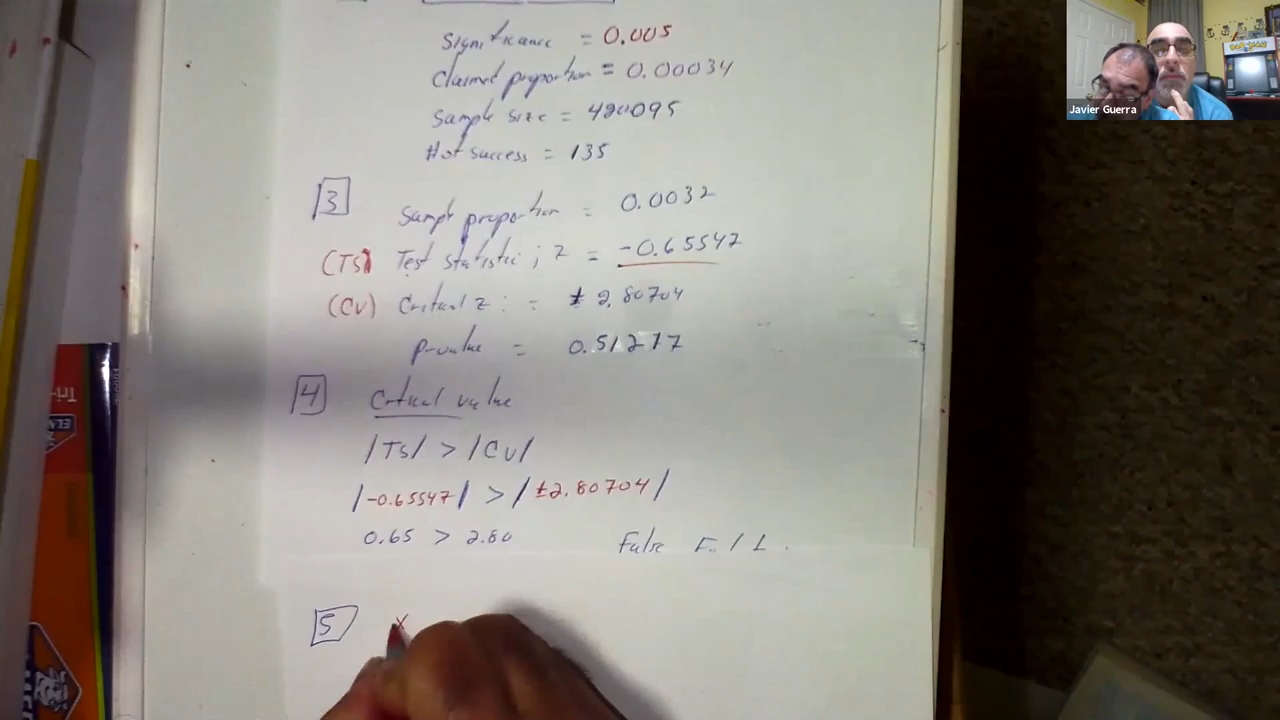 Significance = 0.005
Claimed proportion = 0.00034
Sample size = 420095
# of success = 135
3
Sample proportion = 0.0032
(TS) Test statistic ; z = -0.65547
(CV) Critical z : = ± 2.80704
p-value = 0.51217
4 Critical value
|TS| > |CV|
|-0.65547| > |±2.80704|
0.65 > 2.80 False
5 x
Javier Guerra